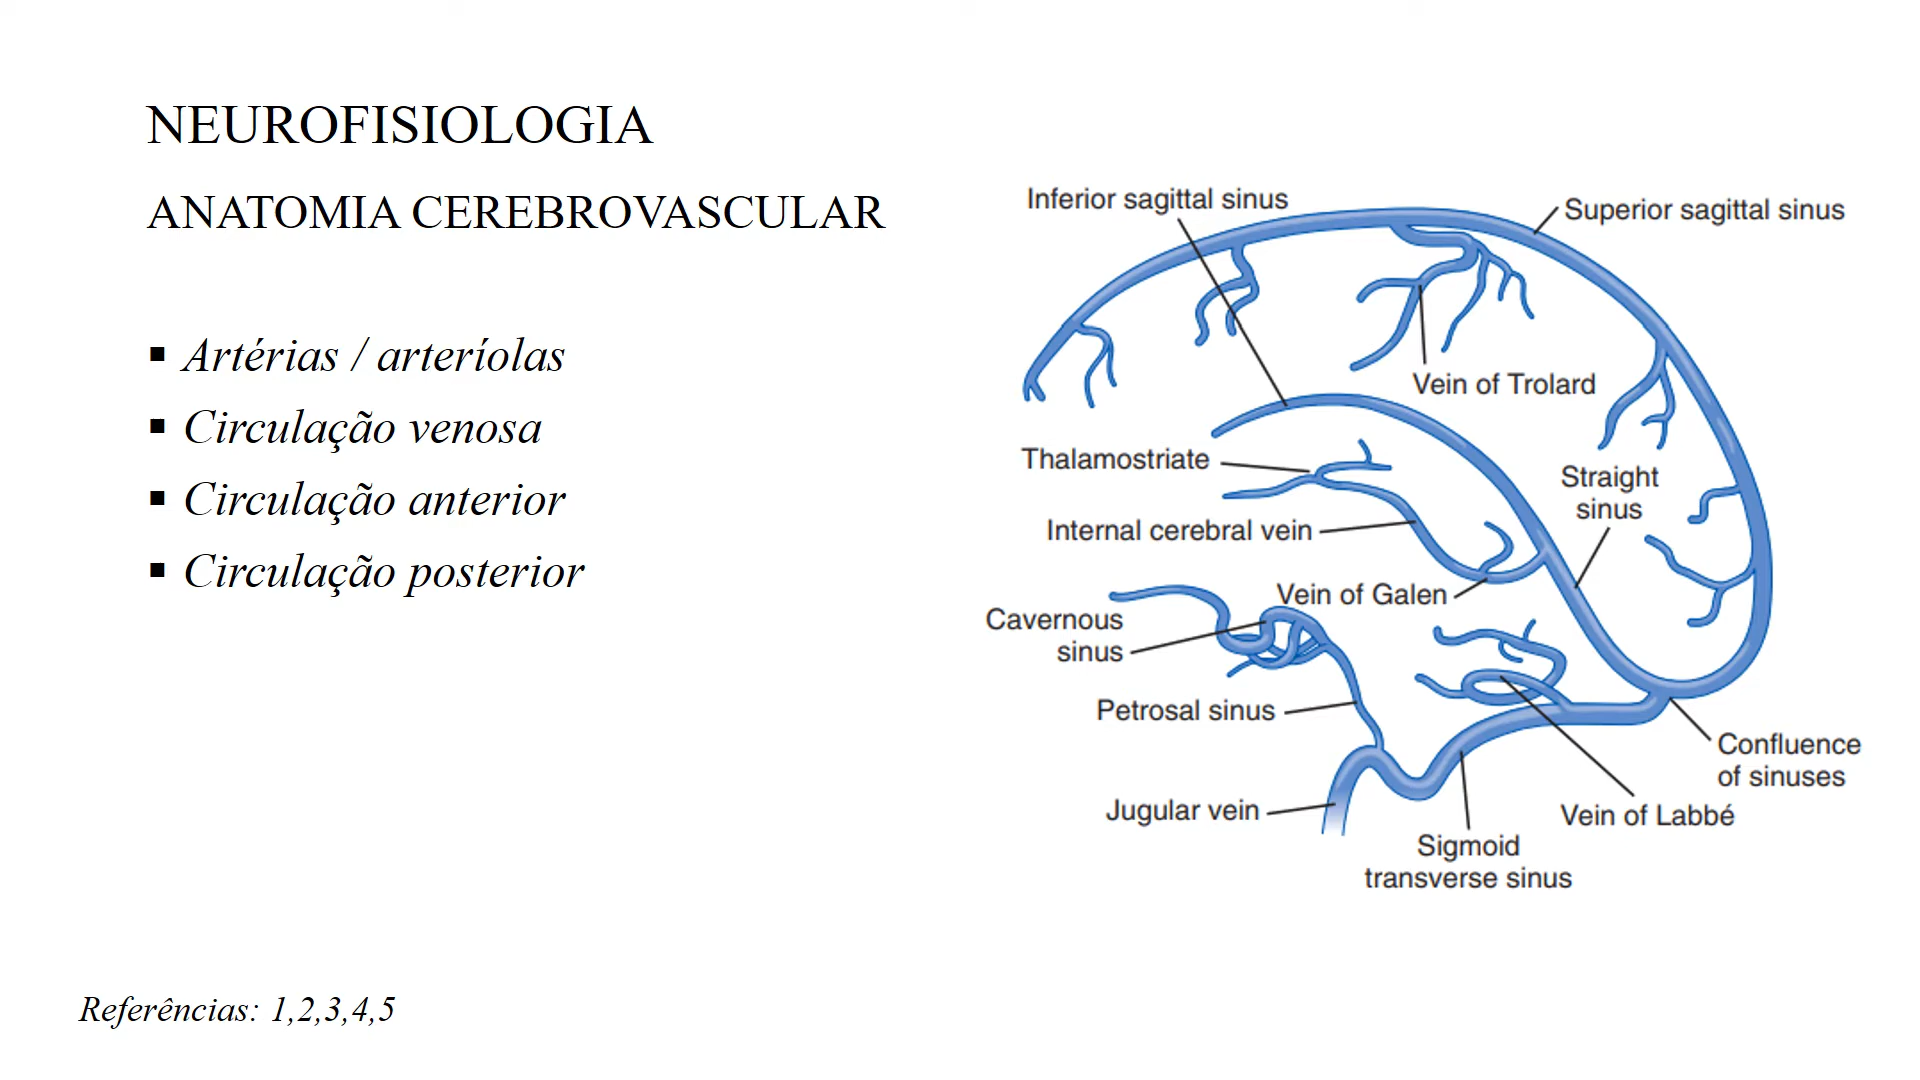 NEUROFISIOLOGIA
ANATOMIA CEREBROVASCULAR
▪ Artérias / arteríolas
▪ Circulação venosa
▪ Circulação anterior
▪ Circulação posterior
Inferior sagittal sinus
Superior sagittal sinus
Vein of Trolard
Thalamostriate
Straight
sinus
Internal cerebral vein
Vein of Galen
Cavernous
sinus
Petrosal sinus
Confluence
of sinuses
Jugular vein
Vein of Labbé
Sigmoid
transverse sinus
Referências: 1,2,3,4,5